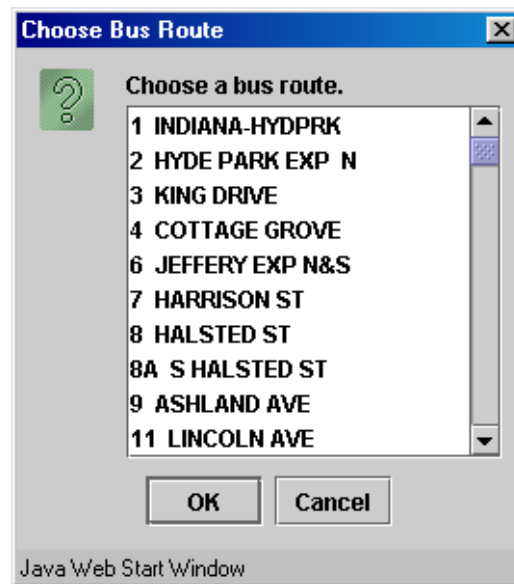 Choose Bus Route
Choose a bus route.
1 INDIANA-HYDPRK
2 HYDE PARK EXP N
3 KING DRIVE
4 COTTAGE GROVE
6 JEFFERY EXP N&S
7 HARRISON ST
8 HALSTED ST
8A S HALSTED ST
9 ASHLAND AVE
11 LINCOLN AVE
OK Cancel
Java Web Start Window